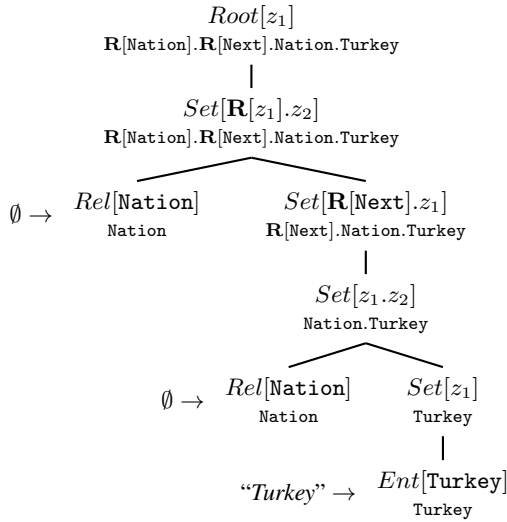 Root[z₁]
R[Nation].R[Next].Nation.Turkey
Set[R[z₁].z₂]
R[Nation].R[Next].Nation.Turkey
∅ → Rel[Nation] Set[R[Next].z₁]
Nation R[Next].Nation.Turkey
Set[z₁.z₂]
Nation.Turkey
∅ → Rel[Nation] Set[z₁]
Nation Turkey
“Turkey” → Ent[Turkey]
Turkey